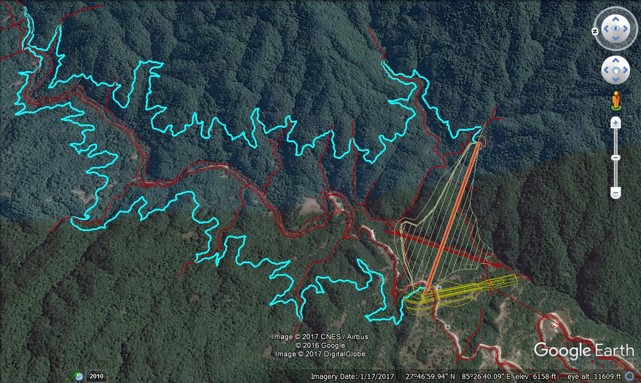 N
Image © 2017 CNES / Airbus
© 2016 Google
Image © 2017 DigitalGlobe
Google Earth
2010
Imagery Date: 1/17/2017 27°46'59.94" N 85°26'40.09" E elev 6158 ft eye alt 11609 ft